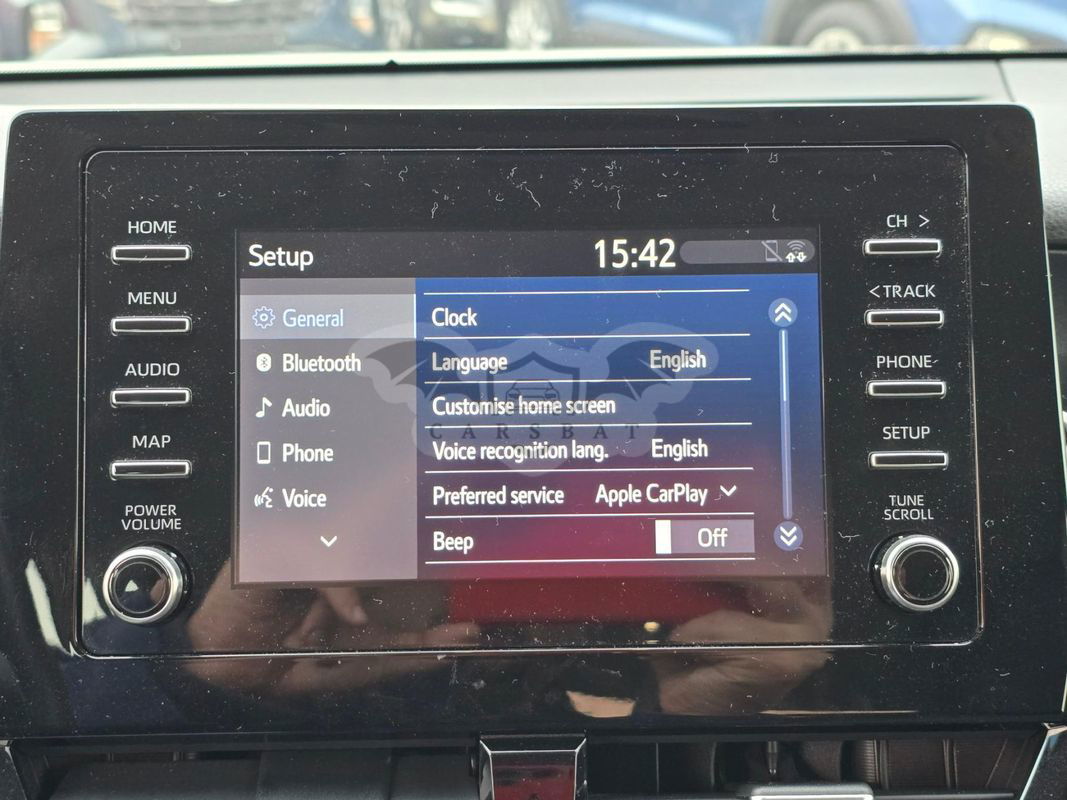 HOME
MENU
AUDIO
MAP
POWER
VOLUME
Setup
15:42
General
Bluetooth
Audio
Phone
Voice
Clock
Language English
Customise home screen
CARSBAT
Voice recognition lang. English
Preferred service Apple CarPlay
Beep Off
CH >
< TRACK
PHONE
SETUP
TUNE
SCROLL